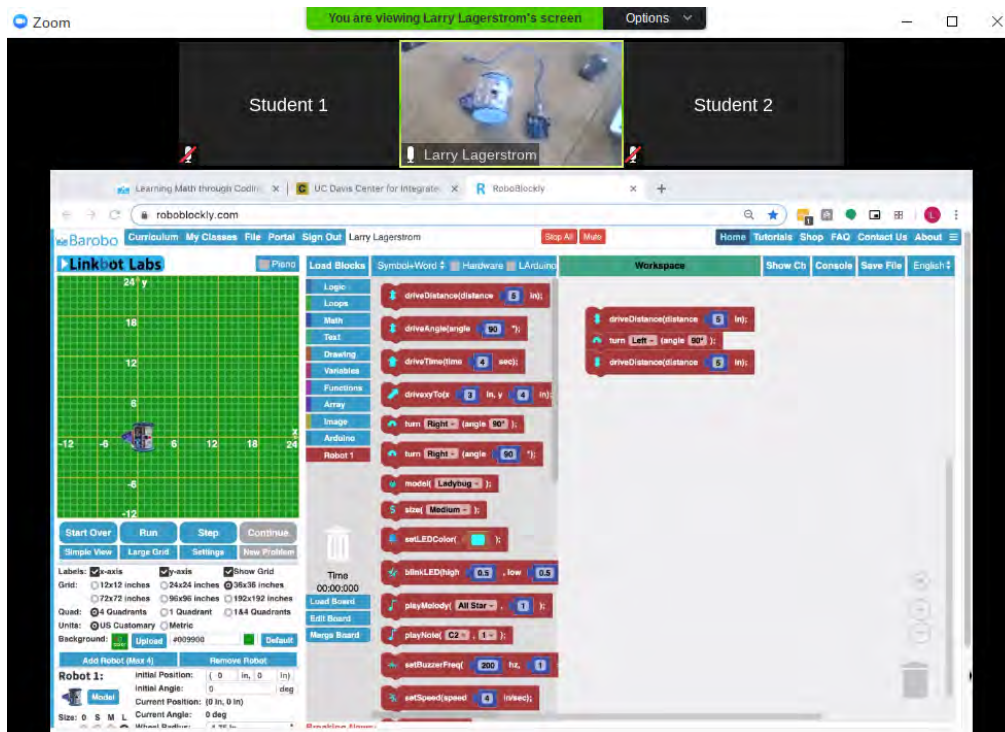 Zoom
You are viewing Larry Lagerstrom's screen
Options
Student 1
Larry Lagerstrom
Student 2
Learning Math through Codin
UC Davis Center for Integrate
RoboBlockly
roboblockly.com
Barobo
Curriculum My Classes File Portal Sign Out Larry Lagerstrom
Stop All Mute
Home Tutorials Shop FAQ Contact Us About
Linkbot Labs
Piano
Load Blocks
Symbol+Word Hardware LArduino
Workspace
Show Ch Console Save File English
24 y
18
12
6
-12 -6 6 12 18 24
x
-6
-12
Logic
Loops
Math
Text
Drawing
Variables
Functions
Array
Image
Arduino
Robot 1
driveDistance(distance 5 in);
driveAngle(angle 90 °);
driveTime(time 4 sec);
drivexyTo(x 3 in, y 4 in);
turn Right (angle 90° );
turn Right (angle 90 °);
model( Ladybug );
size( Medium );
setLEDColor( );
blinkLED(high 0.5 , low 0.5
playMelody( All Star , 1 );
playNote( C2 , 1 );
setBuzzerFreq( 200 hz, 1
setSpeed(speed 4 in/sec);
driveDistance(distance 5 in);
turn Left (angle 90° );
driveDistance(distance 5 in);
Start Over Run Step Continue
Simple View Large Grid Settings New Problem
Labels: x-axis y-axis Show Grid
Grid: 12x12 inches 24x24 inches 36x36 inches
72x72 inches 96x96 inches 192x192 inches
Quad: 4 Quadrants 1 Quadrant 1&4 Quadrants
Units: US Customary Metric
Background: Upload #009900 Default
Add Robot (Max 4) Remove Robot
Robot 1: Initial Position: ( 0 in, 0 in)
Initial Angle: 0 deg
Model
Current Position: (0 in, 0 in)
Size: 0 S M L Current Angle: 0 deg
Wheel Radius: 1.75 in
Time
00:00:000
Load Board
Edit Board
Merge Board
Breaking News: